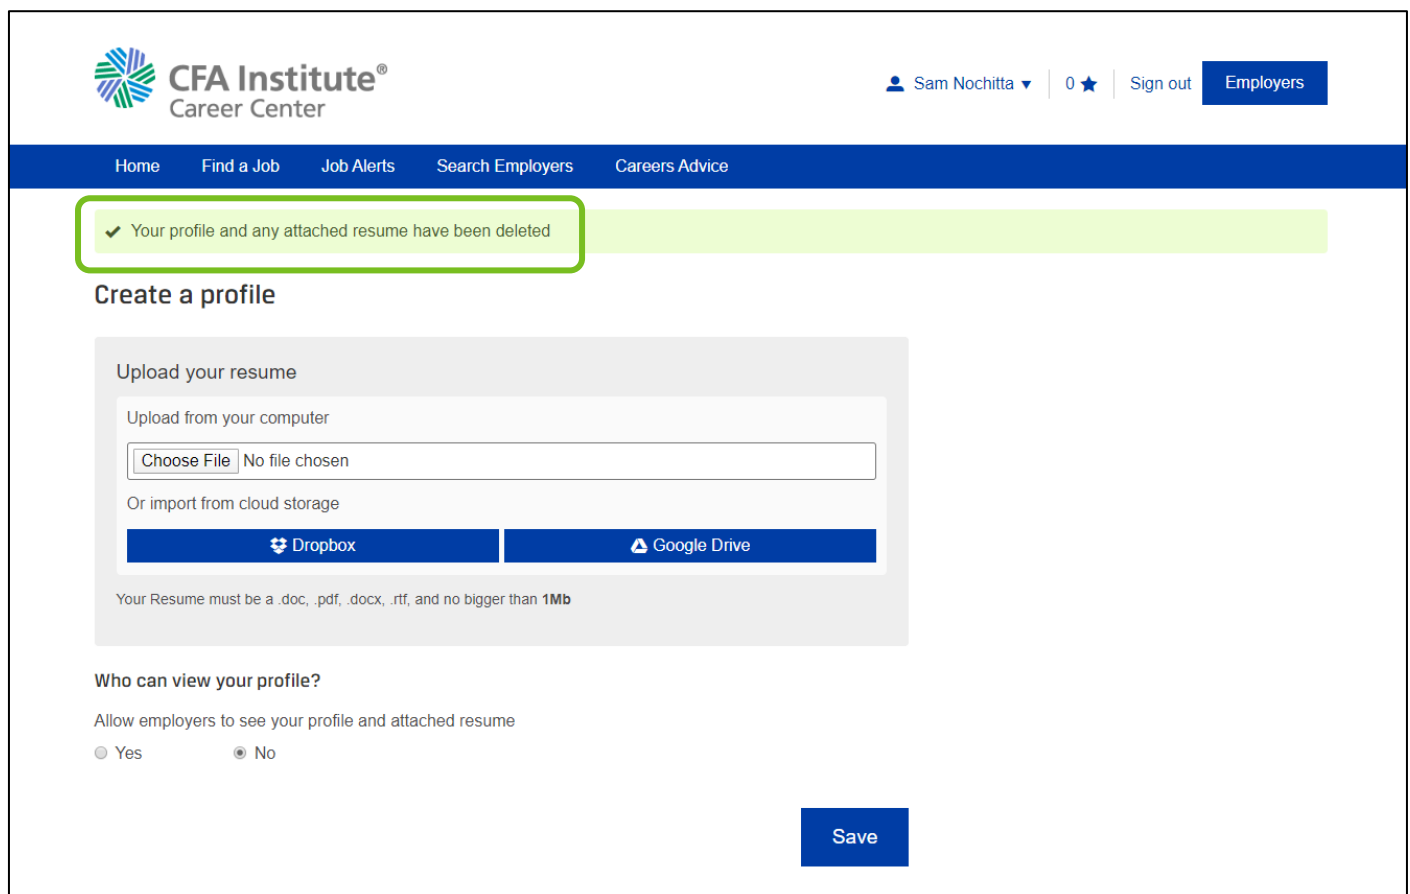 CFA Institute®
Career Center
Sam Nochitta
0
Sign out
Employers
Home
Find a Job
Job Alerts
Search Employers
Careers Advice
Your profile and any attached resume have been deleted
Create a profile
Upload your resume
Upload from your computer
Choose File No file chosen
Or import from cloud storage
Dropbox
Google Drive
Your Resume must be a .doc, .pdf, .docx, .rtf, and no bigger than 1Mb
Who can view your profile?
Allow employers to see your profile and attached resume
Yes
No
Save